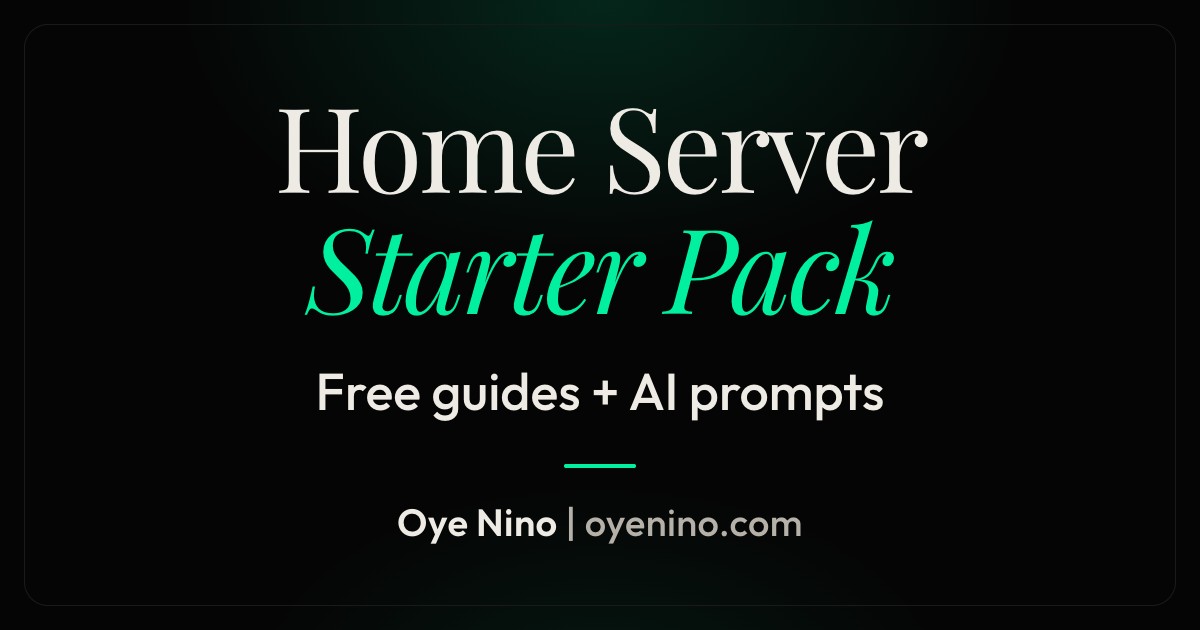 Home Server
Starter Pack
Free guides + AI prompts
Oye Nino | oyenino.com